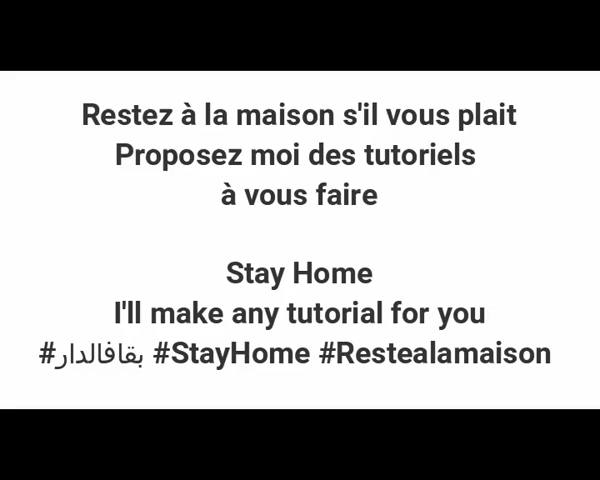 Restez à la maison s'il vous plait
Proposez moi des tutoriels
à vous faire
Stay Home
I'll make any tutorial for you
#بقافالدار #StayHome #Restealamaison